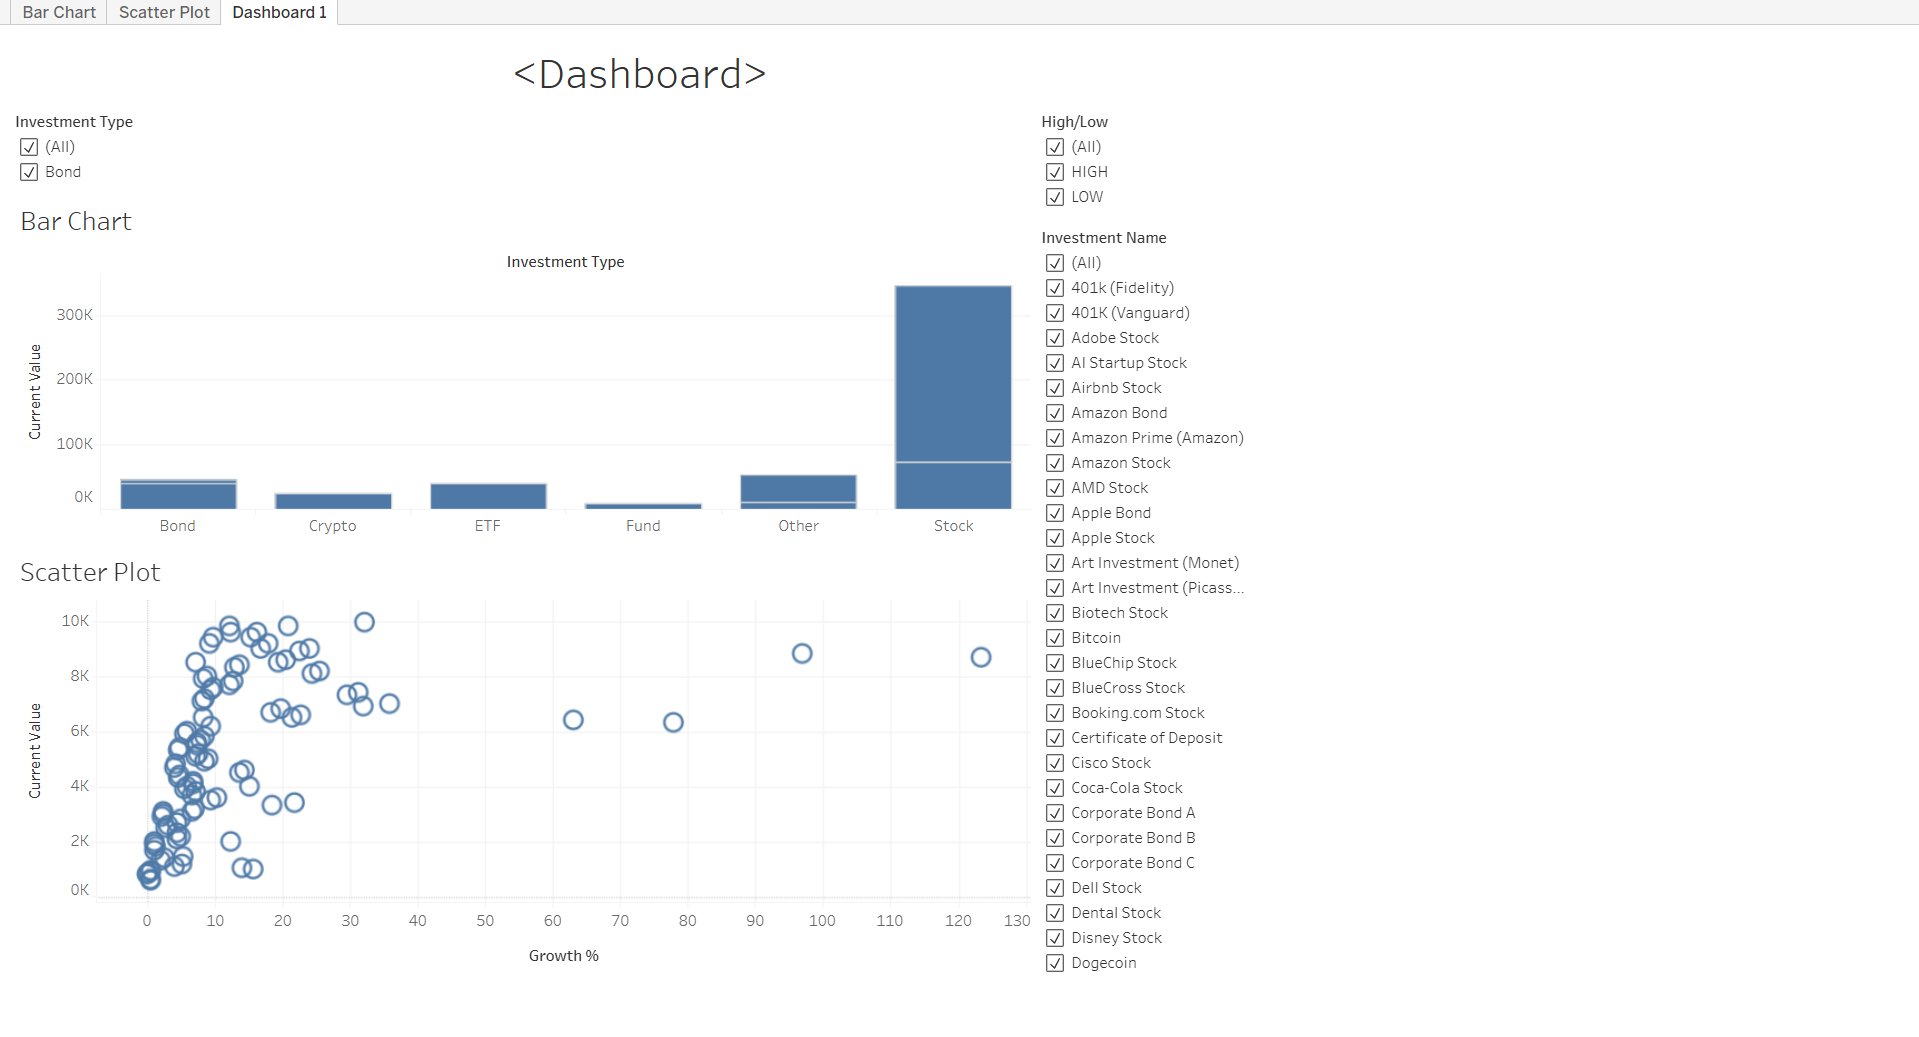 Bar Chart
Scatter Plot
Dashboard 1
<Dashboard>
Investment Type
(All)
Bond
Bar Chart
Investment Type
Current Value
300K
200K
100K
0K
Bond
Crypto
ETF
Fund
Other
Stock
Scatter Plot
Current Value
10K
8K
6K
4K
2K
0K
0
10
20
30
40
50
60
70
80
90
100
110
120
130
Growth %
High/Low
(All)
HIGH
LOW
Investment Name
(All)
401k (Fidelity)
401K (Vanguard)
Adobe Stock
AI Startup Stock
Airbnb Stock
Amazon Bond
Amazon Prime (Amazon)
Amazon Stock
AMD Stock
Apple Bond
Apple Stock
Art Investment (Monet)
Art Investment (Picass...
Biotech Stock
Bitcoin
BlueChip Stock
BlueCross Stock
Booking.com Stock
Certificate of Deposit
Cisco Stock
Coca-Cola Stock
Corporate Bond A
Corporate Bond B
Corporate Bond C
Dell Stock
Dental Stock
Disney Stock
Dogecoin